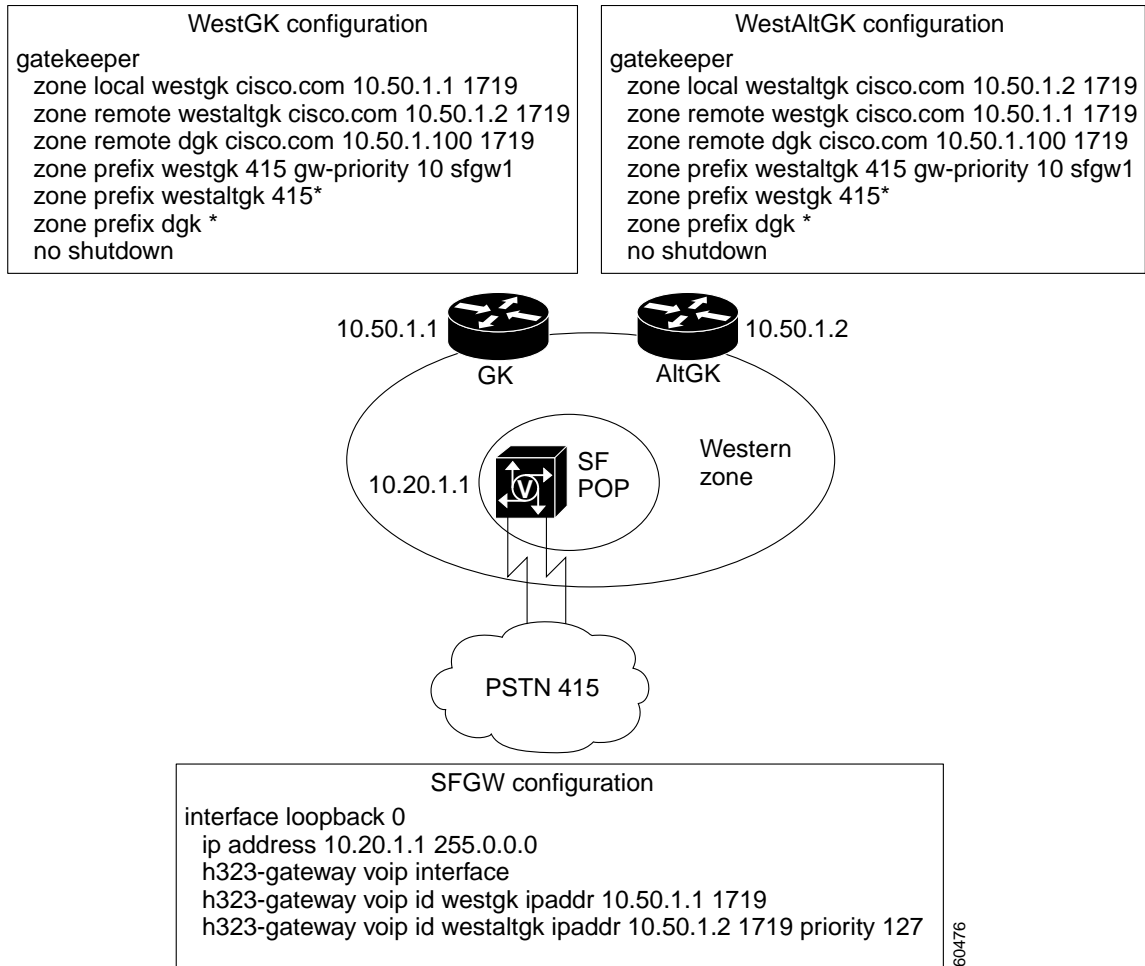 WestGK configuration
gatekeeper
zone local westgk cisco.com 10.50.1.1 1719
zone remote westaltgk cisco.com 10.50.1.2 1719
zone remote dgk cisco.com 10.50.1.100 1719
zone prefix westgk 415 gw-priority 10 sfgw1
zone prefix westaltgk 415*
zone prefix dgk *
no shutdown
WestAltGK configuration
gatekeeper
zone local westaltgk cisco.com 10.50.1.2 1719
zone remote westgk cisco.com 10.50.1.1 1719
zone remote dgk cisco.com 10.50.1.100 1719
zone prefix westaltgk 415 gw-priority 10 sfgw1
zone prefix westgk 415*
zone prefix dgk *
no shutdown
10.50.1.1
10.50.1.2
GK
AltGK
Western
zone
SF
POP
10.20.1.1
V
PSTN 415
SFGW configuration
interface loopback 0
ip address 10.20.1.1 255.0.0.0
h323-gateway voip interface
h323-gateway voip id westgk ipaddr 10.50.1.1 1719
h323-gateway voip id westaltgk ipaddr 10.50.1.2 1719 priority 127
60476